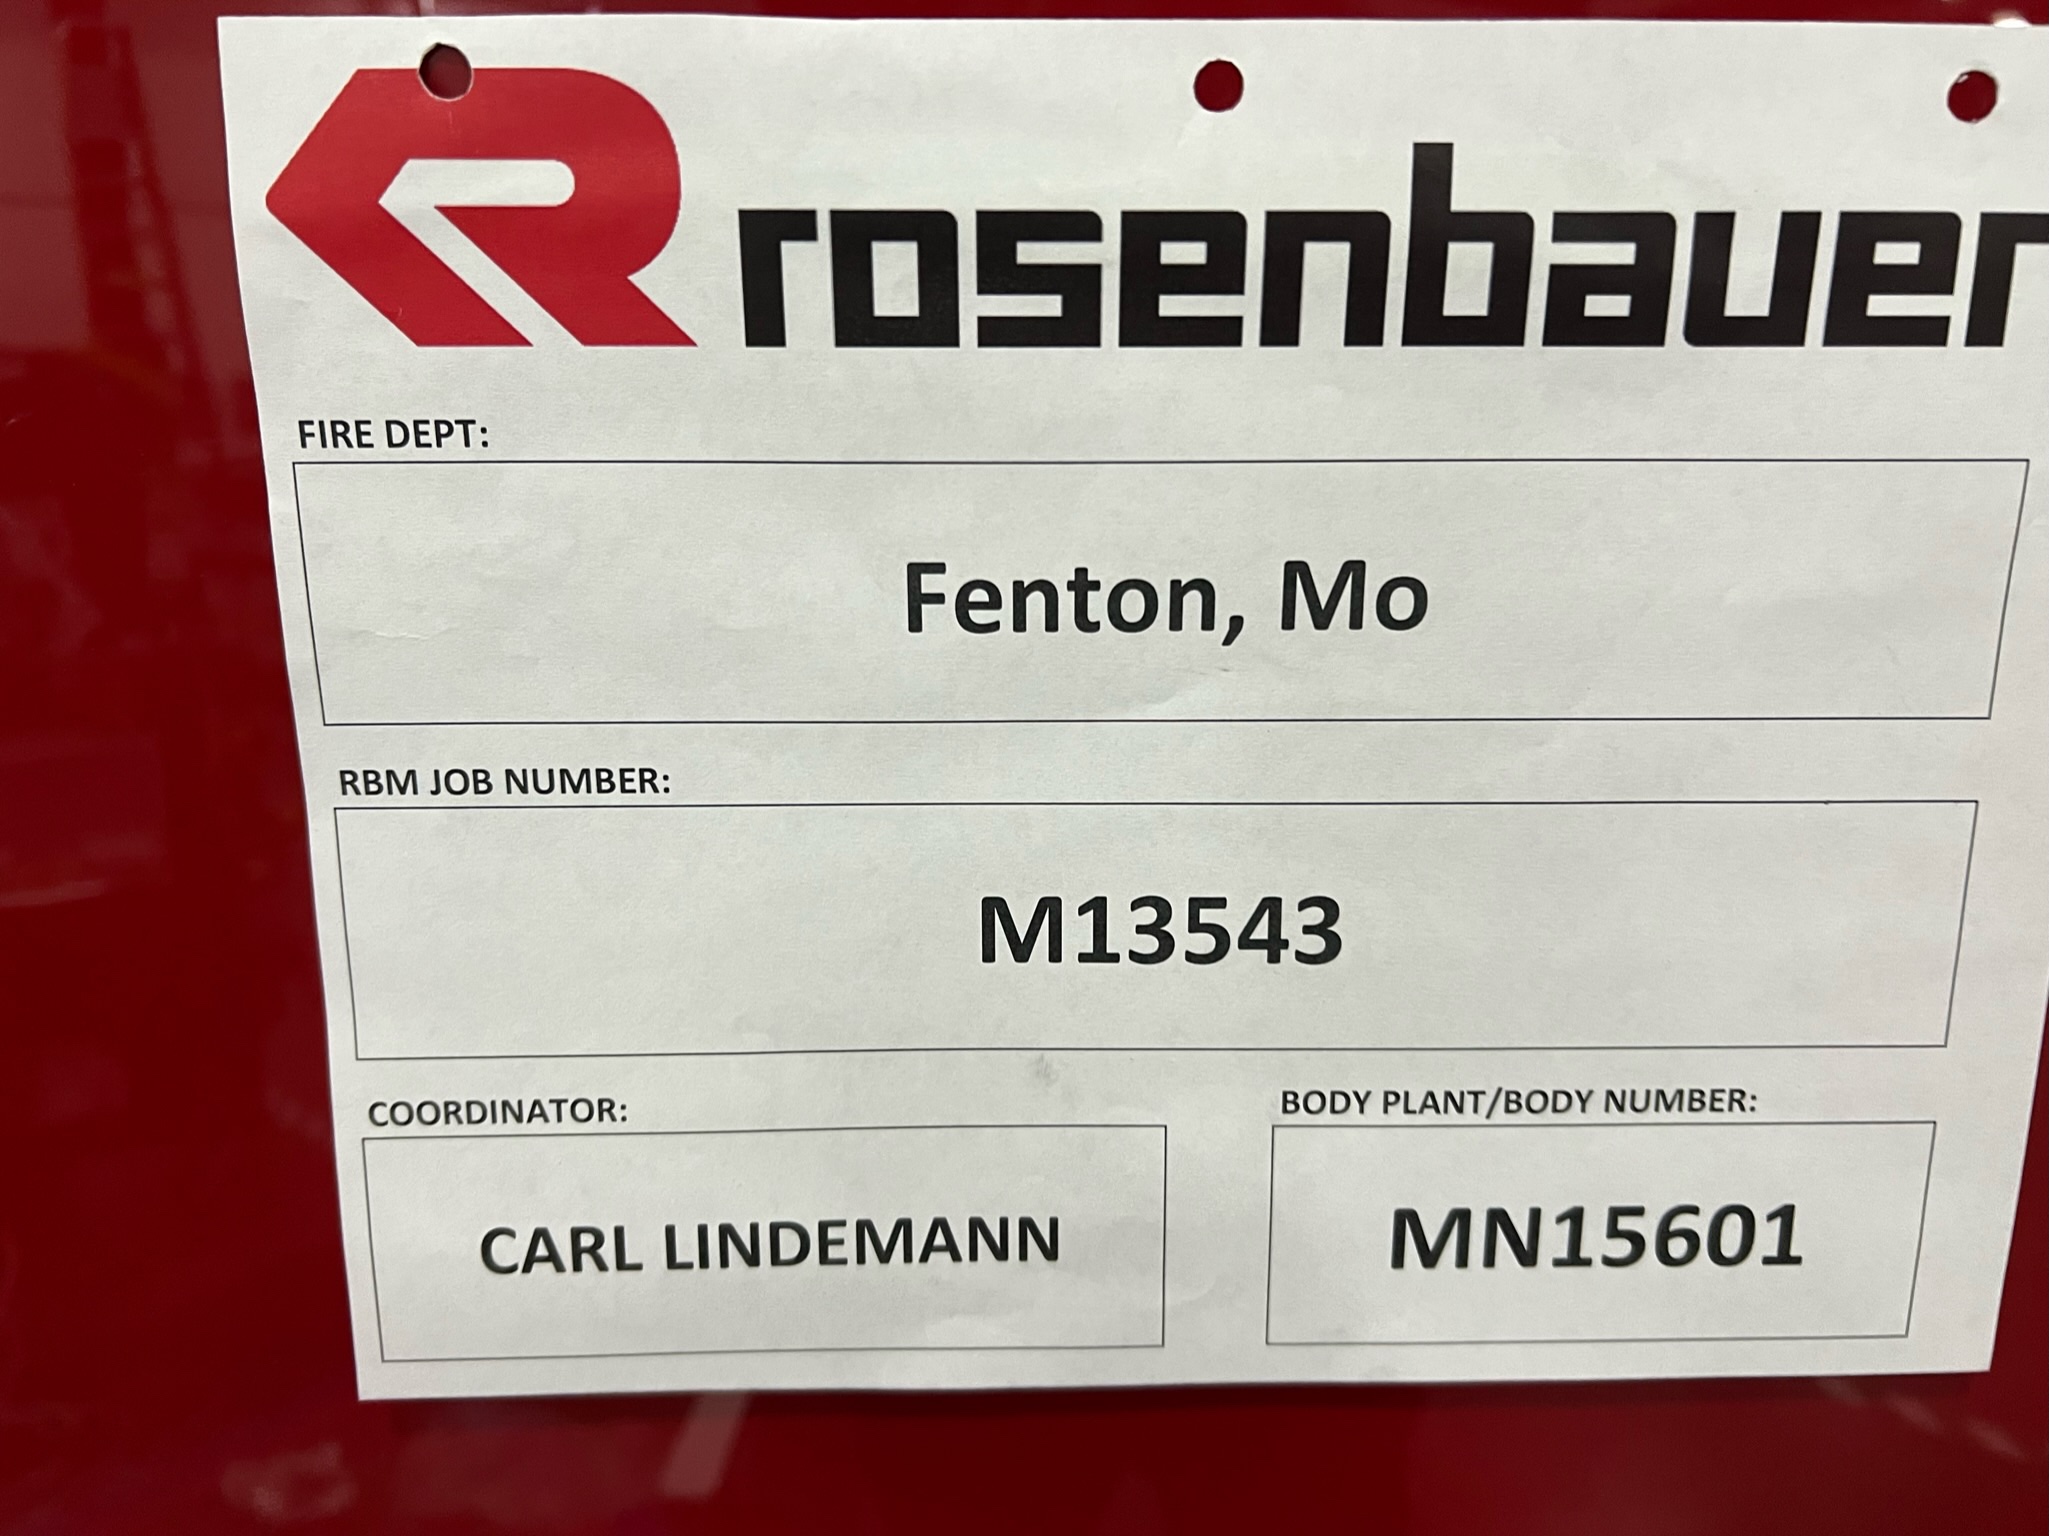 rosenbauer
FIRE DEPT:
Fenton, Mo
RBM JOB NUMBER:
M13543
COORDINATOR:
CARL LINDEMANN
BODY PLANT/BODY NUMBER:
MN15601